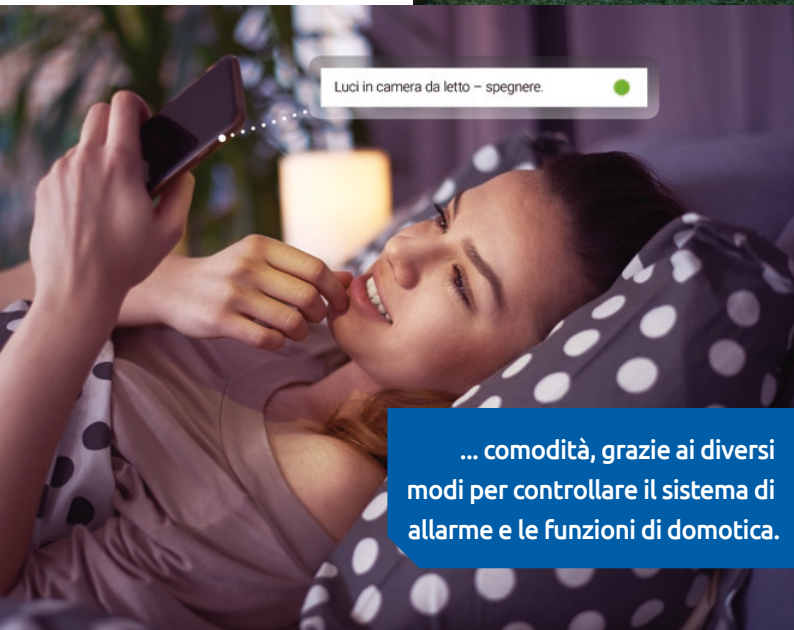 Luci in camera da letto – spegnere.
... comodità, grazie ai diversi
modi per controllare il sistema di
allarme e le funzioni di domotica.